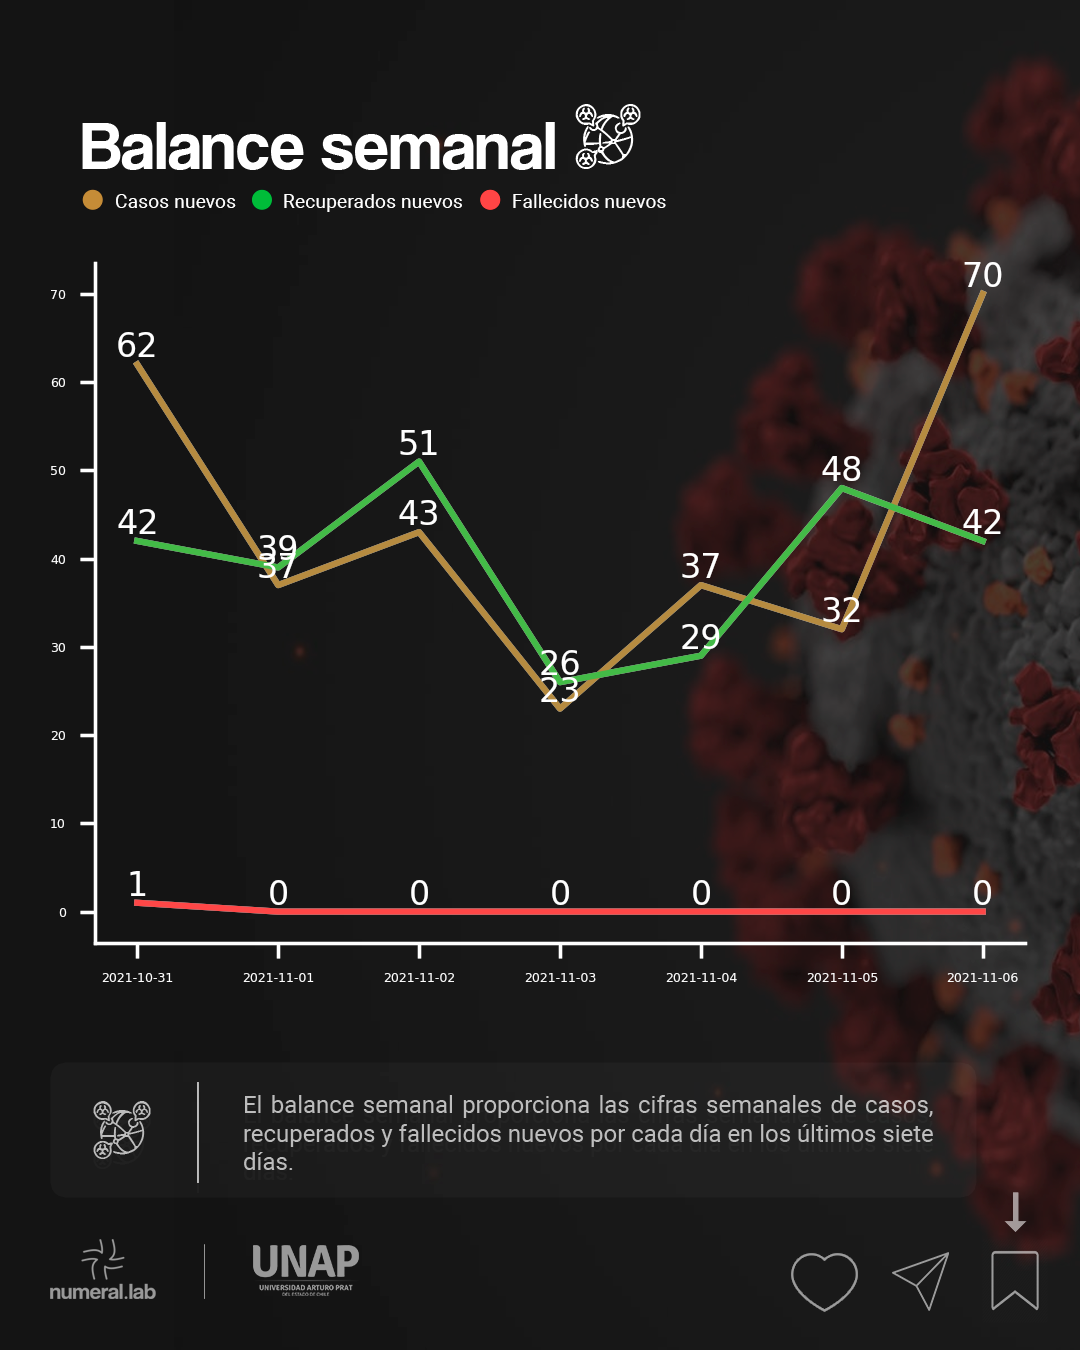 Balance semanal
Casos nuevos Recuperados nuevos Fallecidos nuevos
70
60
50
40
30
20
10
0
62
42
39
37
51
43
26
23
37
29
48
32
70
42
1 0 0 0 0 0 0
2021-10-31 2021-11-01 2021-11-02 2021-11-03 2021-11-04 2021-11-05 2021-11-06
El balance semanal proporciona las cifras semanales de casos,
recuperados y fallecidos nuevos por cada día en los últimos siete
días.
numeral.lab
UNAP
UNIVERSIDAD ARTURO PRAT
DEL ESTADO DE CHILE